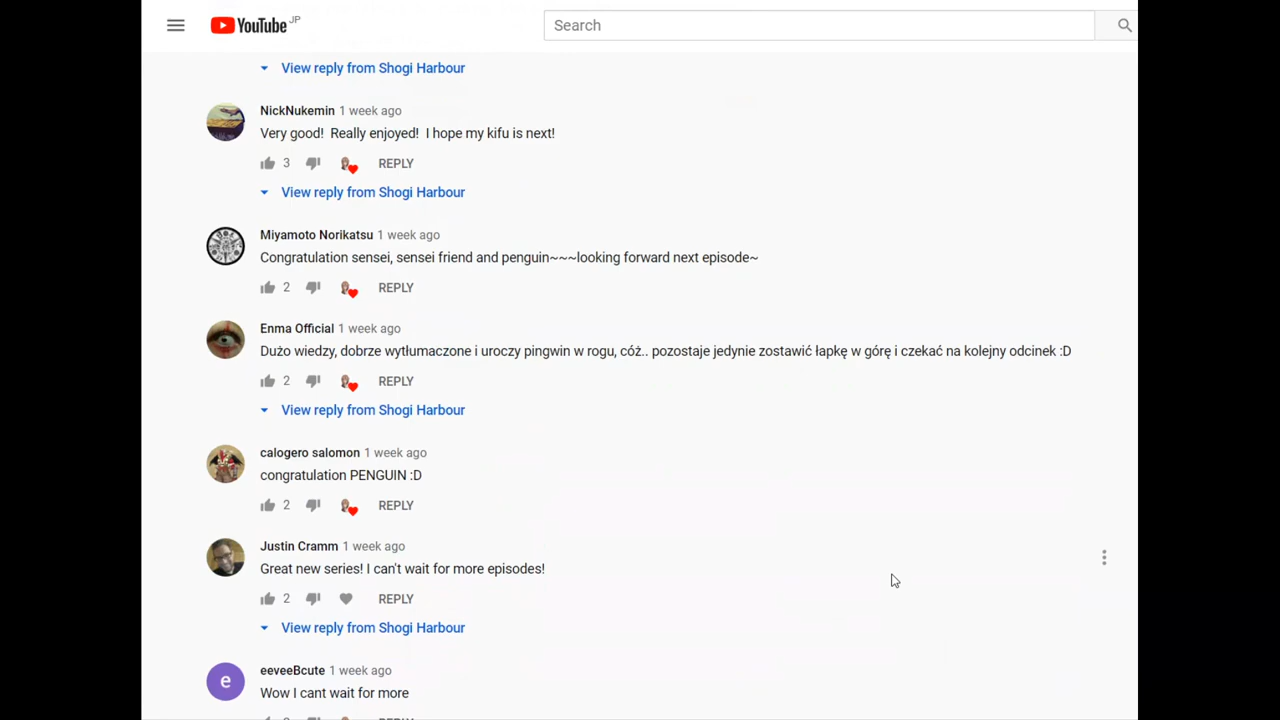 YouTube JP
Search
View reply from Shogi Harbour
NickNukemin 1 week ago
Very good! Really enjoyed! I hope my kifu is next!
3 REPLY
View reply from Shogi Harbour
Miyamoto Norikatsu 1 week ago
Congratulation sensei, sensei friend and penguin~~~looking forward next episode~
2 REPLY
Enma Official 1 week ago
Dużo wiedzy, dobrze wytłumaczone i uroczy pingwin w rogu, cóż.. pozostaje jedynie zostawić łapkę w górę i czekać na kolejny odcinek :D
2 REPLY
View reply from Shogi Harbour
calogero salomon 1 week ago
congratulation PENGUIN :D
2 REPLY
Justin Cramm 1 week ago
Great new series! I can't wait for more episodes!
2 REPLY
View reply from Shogi Harbour
e
eeveeBcute 1 week ago
Wow I cant wait for more